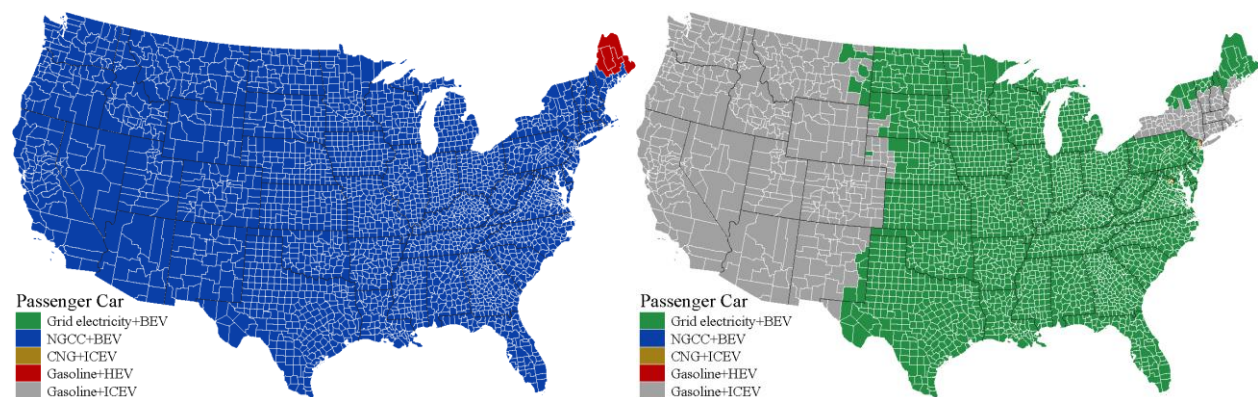 Passenger Car
Grid electricity+BEV
NGCC+BEV
CNG+ICEV
Gasoline+HEV
Gasoline+ICEV
Passenger Car
Grid electricity+BEV
NGCC+BEV
CNG+ICEV
Gasoline+HEV
Gasoline+ICEV